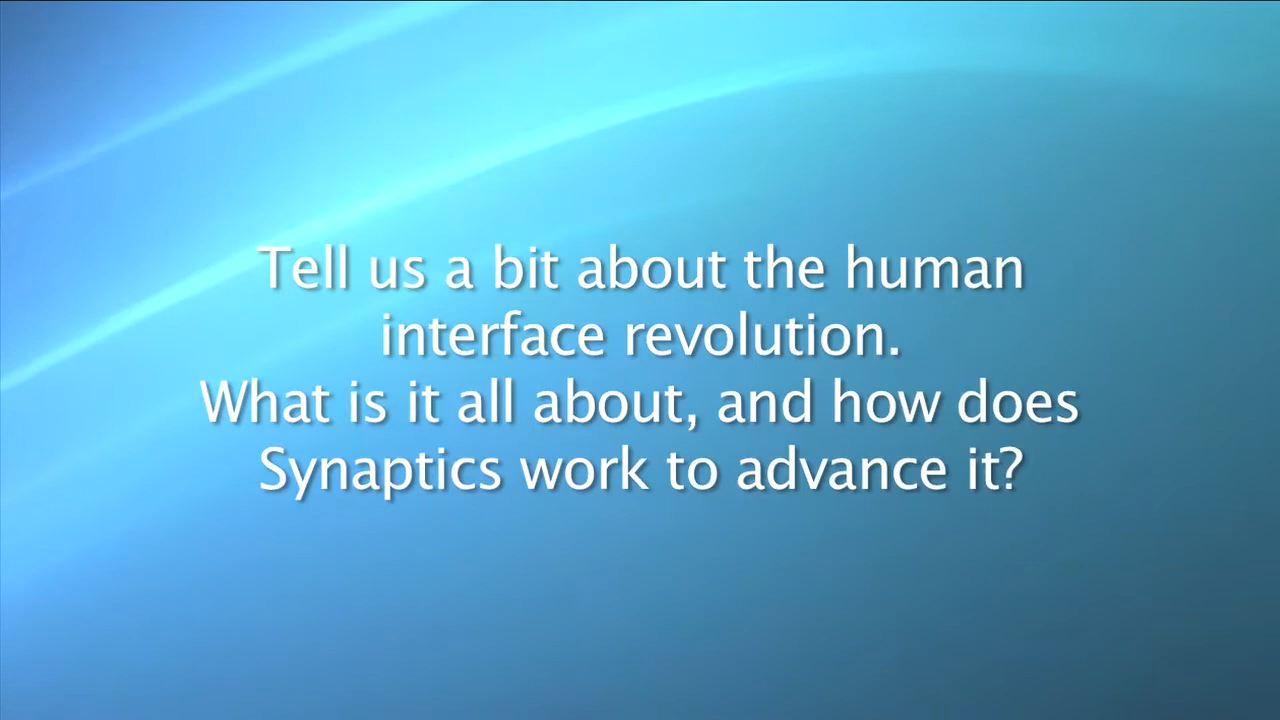 Tell us a bit about the human
interface revolution.
What is it all about, and how does
Synaptics work to advance it?